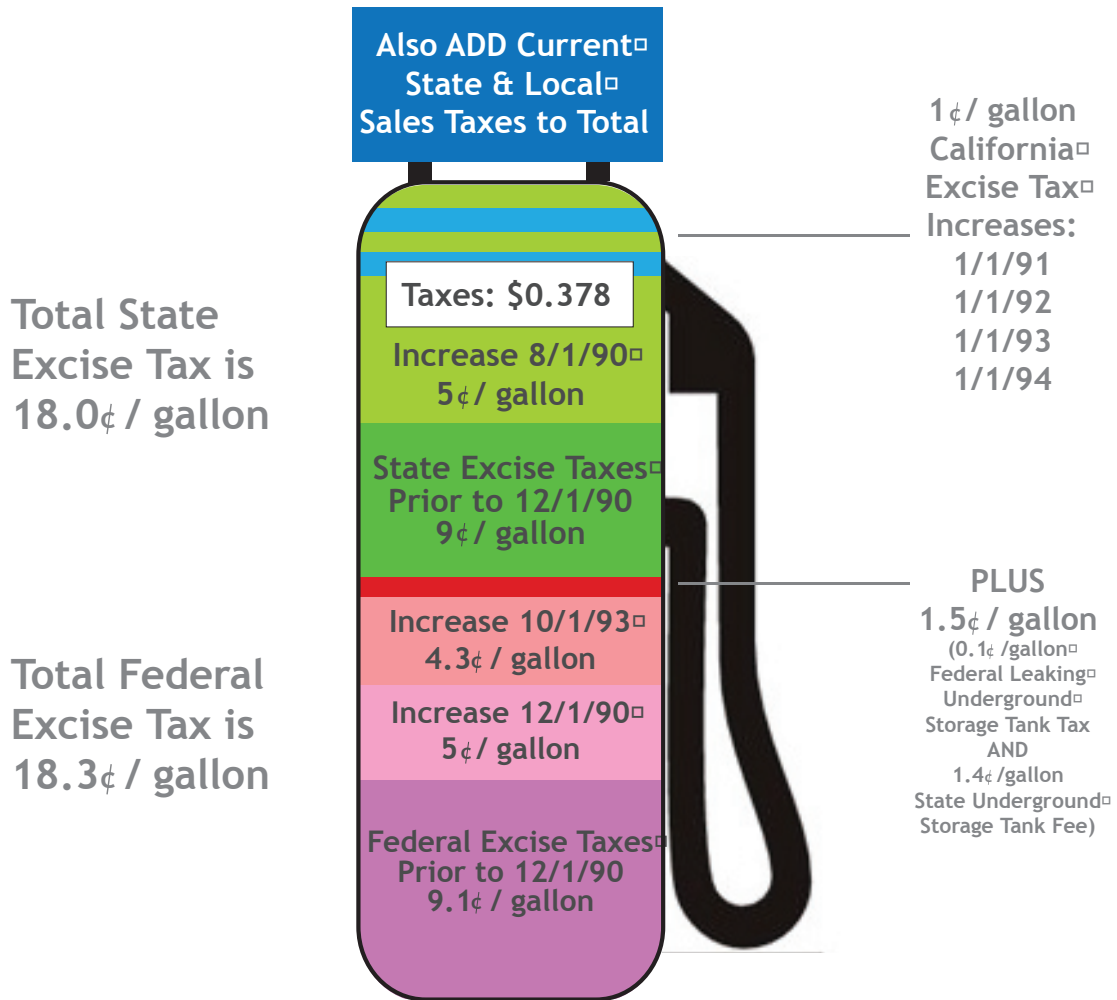 Also ADD Current
State & Local
Sales Taxes to Total
1¢/ gallon
California
Excise Tax
Increases:
1/1/91
1/1/92
1/1/93
1/1/94
Taxes: $0.378
Total State
Excise Tax is
18.0¢/ gallon
Increase 8/1/90
5¢/ gallon
State Excise Taxes
Prior to 12/1/90
9¢/ gallon
PLUS
1.5¢/ gallon
(0.1¢/gallon
Federal Leaking
Underground
Storage Tank Tax
AND
1.4¢/gallon
State Underground
Storage Tank Fee)
Increase 10/1/93
4.3¢/ gallon
Total Federal
Excise Tax is
18.3¢/ gallon
Increase 12/1/90
5¢/ gallon
Federal Excise Taxes
Prior to 12/1/90
9.1¢/ gallon